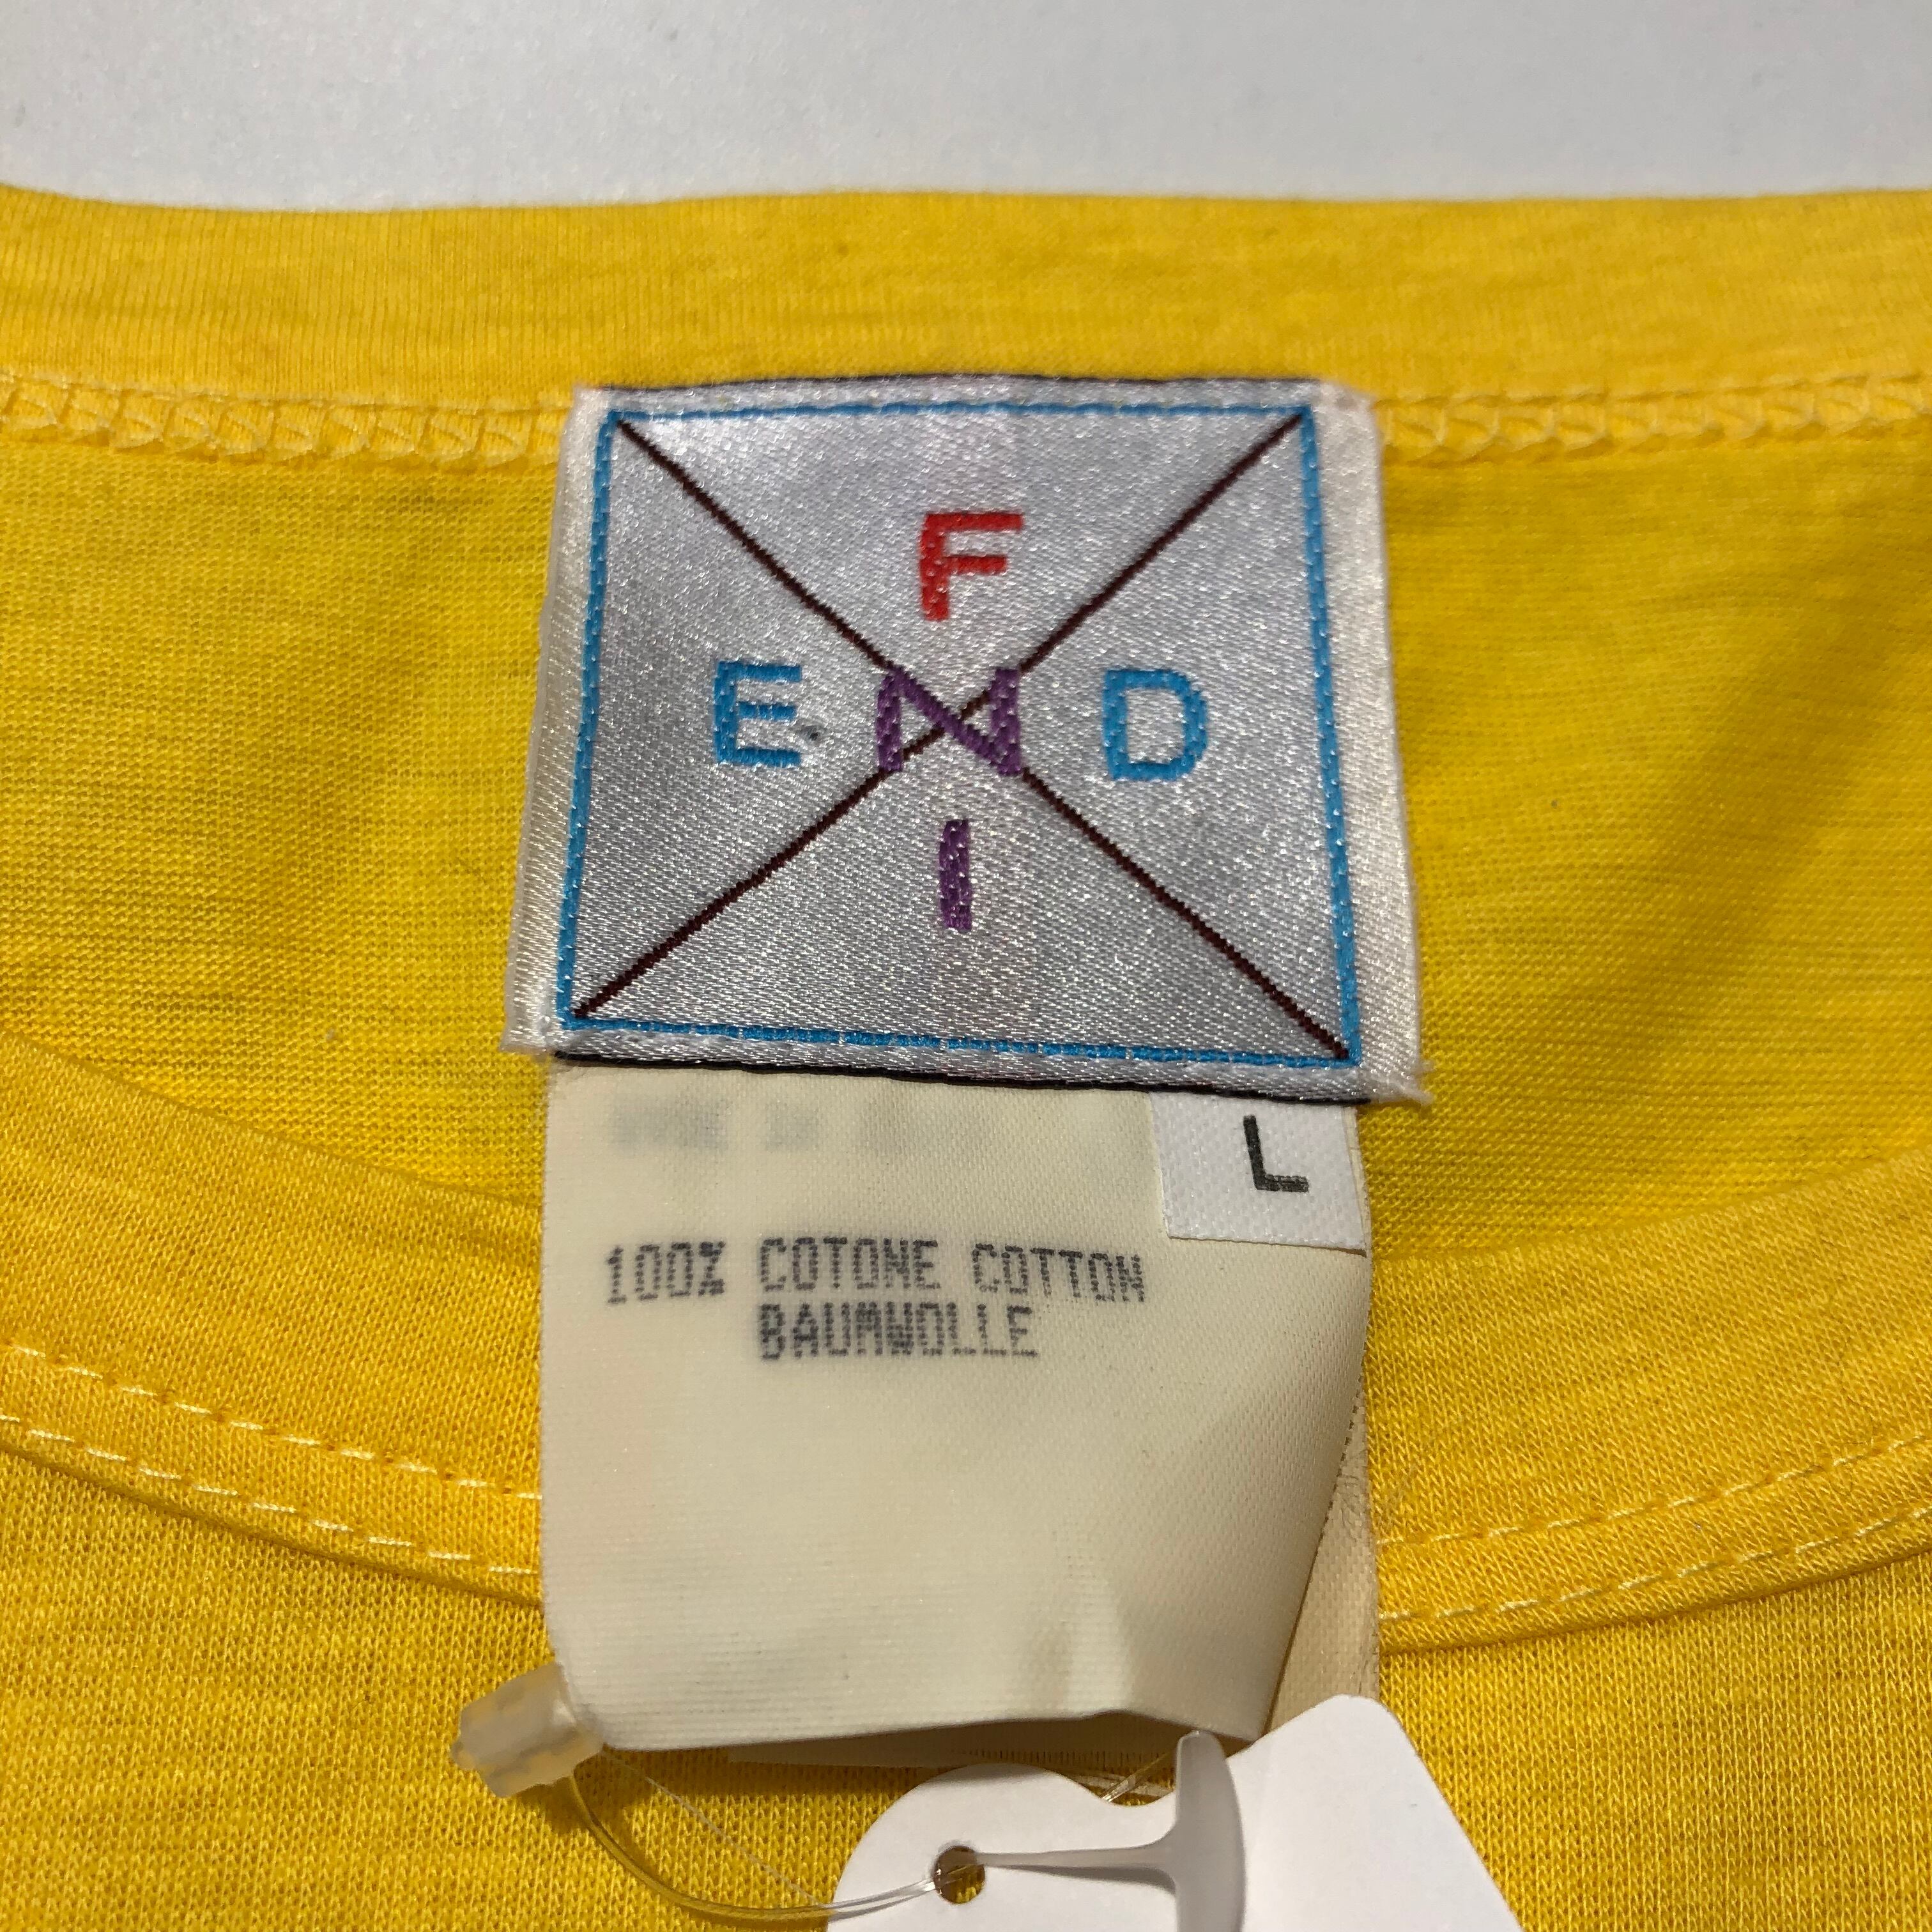 F
E N D
I
L
100% COTONE COTTON
BAUMWOLLE